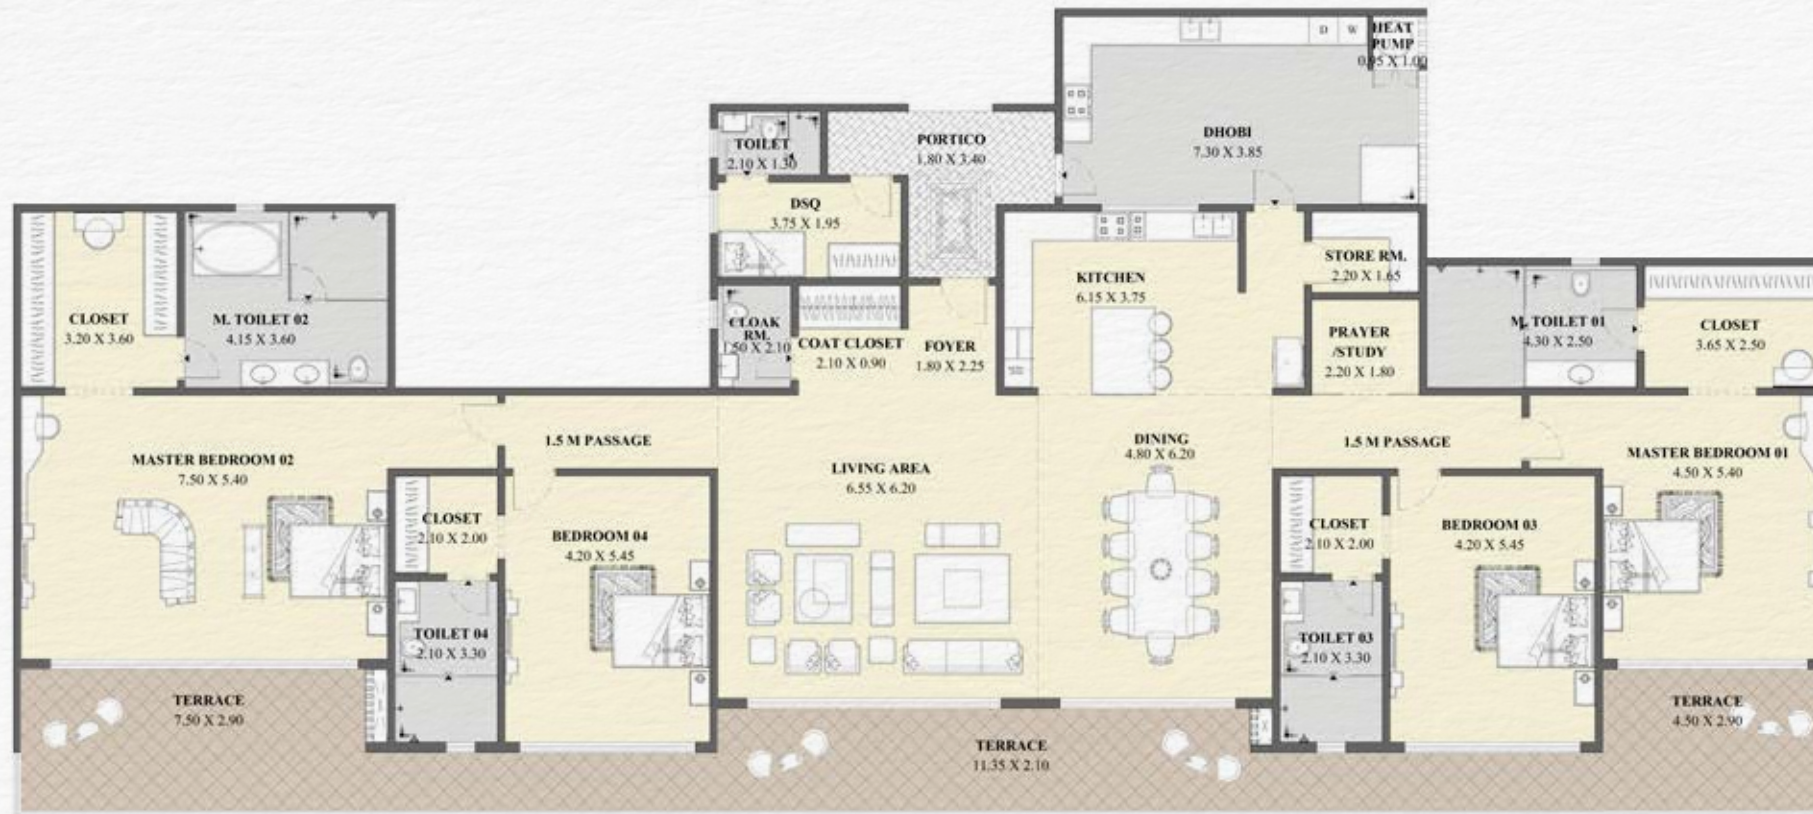 HEAT
PUMP
0.95 X 1.00
D
W
DHOBI
7.30 X 3.85
TOILET
2.10 X 1.30
PORTICO
1.80 X 3.40
DSQ
3.75 X 1.95
STORE RM.
2.20 X 1.65
KITCHEN
6.15 X 3.75
CLOSET
3.20 X 3.60
M. TOILET 02
4.15 X 3.60
CLOAK
RM.
1.50 X 2.10
COAT CLOSET
2.10 X 0.90
FOYER
1.80 X 2.25
PRAYER
/STUDY
2.20 X 1.80
M. TOILET 01
4.30 X 2.50
CLOSET
3.65 X 2.50
MASTER BEDROOM 02
7.50 X 5.40
1.5 M PASSAGE
LIVING AREA
6.55 X 6.20
DINING
4.80 X 6.20
1.5 M PASSAGE
MASTER BEDROOM 01
4.50 X 5.40
CLOSET
2.10 X 2.00
BEDROOM 04
4.20 X 5.45
CLOSET
2.10 X 2.00
BEDROOM 03
4.20 X 5.45
TOILET 04
2.10 X 3.30
TOILET 03
2.10 X 3.30
TERRACE
7.50 X 2.90
TERRACE
11.35 X 2.10
TERRACE
4.50 X 2.90